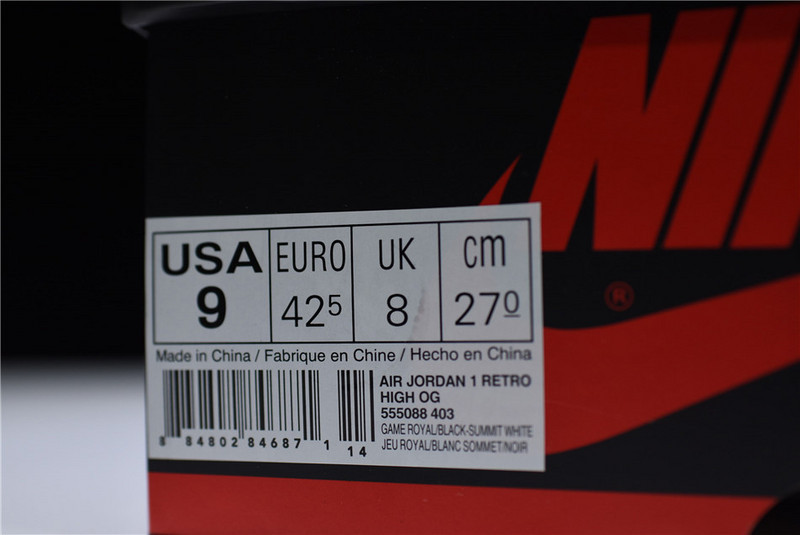 NIK
®
USA EURO UK cm
9 42 5 8 27 0
Made in China / Fabrique en Chine / Hecho en China
AIR JORDAN 1 RETRO
HIGH OG
555088 403
GAME ROYAL/BLACK-SUMMIT WHITE
JEU ROYAL/BLANC SOMMET/NOIR
8 84802 84687 1 14